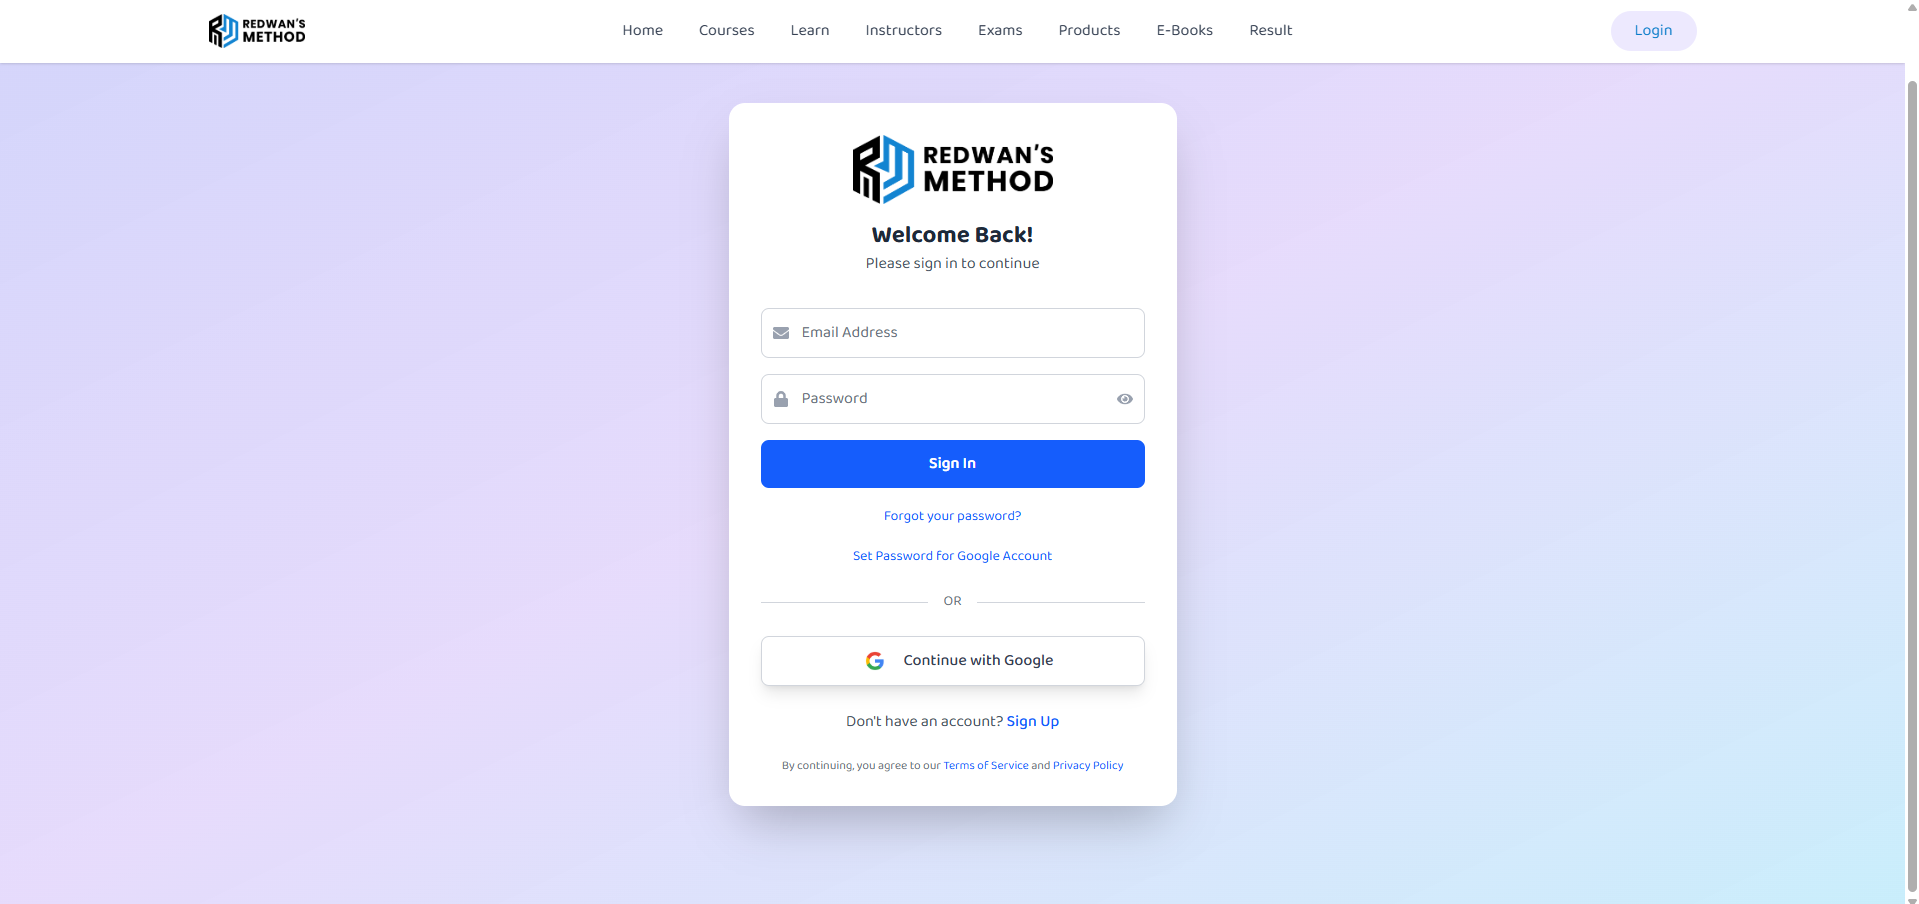 REDWAN'S
METHOD
Home Courses Learn Instructors Exams Products E-Books Result
Login
REDWAN'S
METHOD
Welcome Back!
Please sign in to continue
Email Address
Password
Sign In
Forgot your password?
Set Password for Google Account
OR
Continue with Google
Don't have an account? Sign Up
By continuing, you agree to our Terms of Service and Privacy Policy